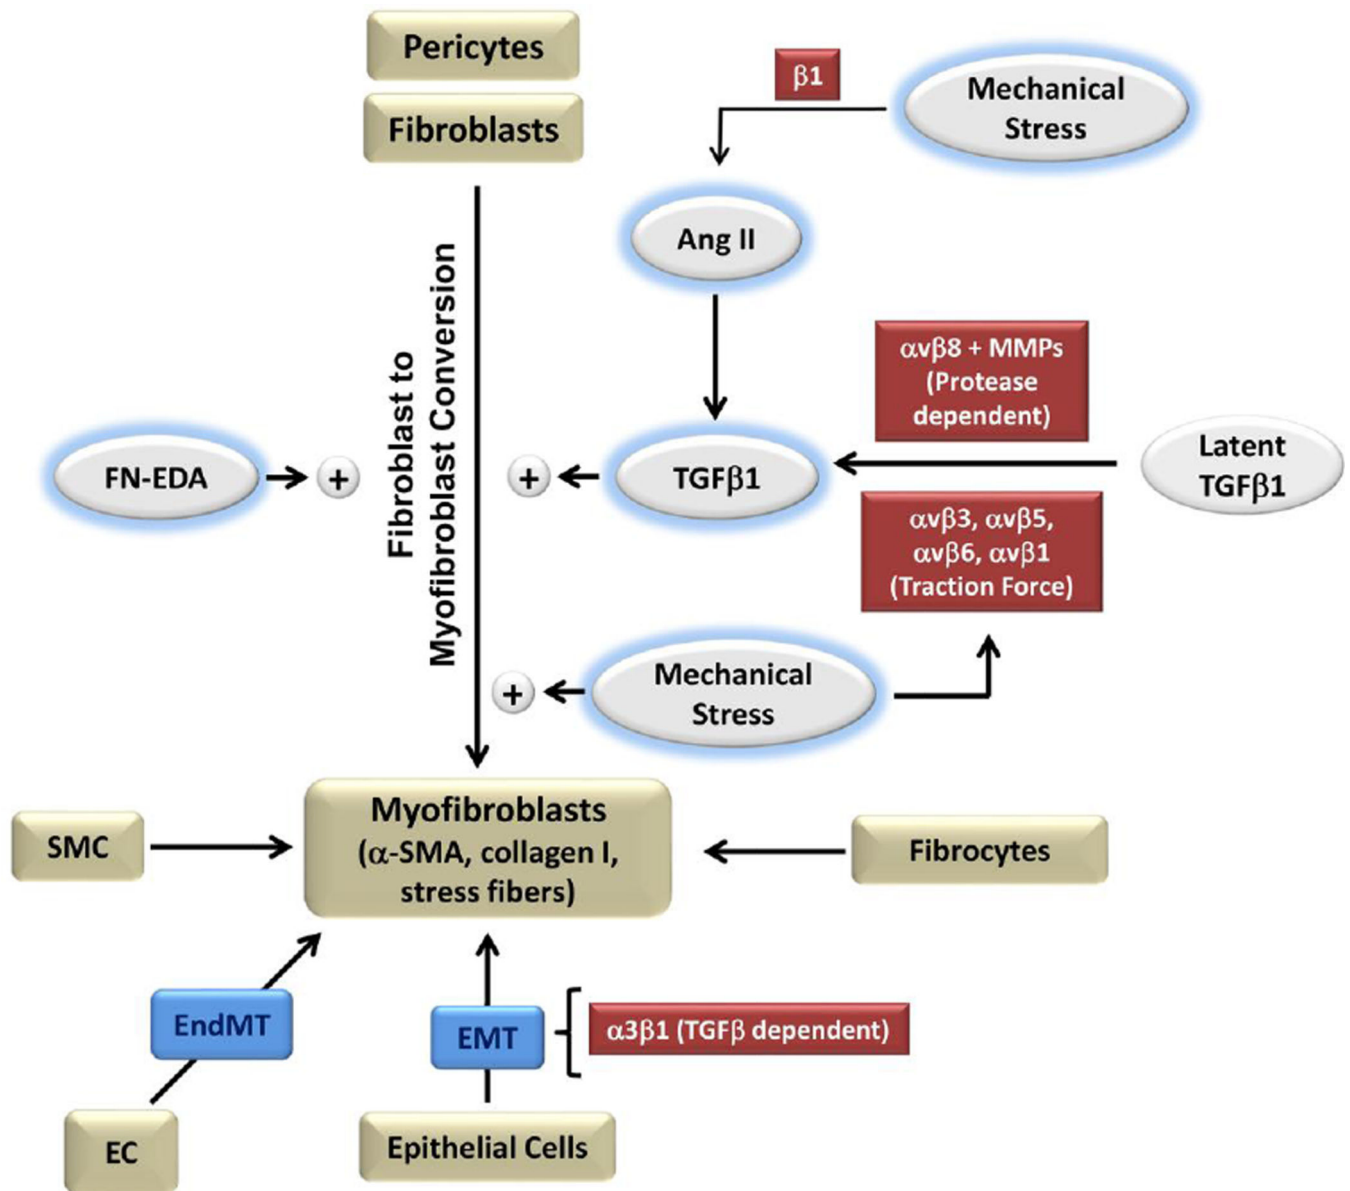 Pericytes
Fibroblasts
β1
Mechanical
Stress
Ang II
Fibroblast to
Myofibroblast Conversion
αvβ8 + MMPs
(Protease
dependent)
FN-EDA
+
+
TGFβ1
Latent
TGFβ1
αvβ3, αvβ5,
αvβ6, αvβ1
(Traction Force)
+
Mechanical
Stress
Myofibroblasts
(α-SMA, collagen I,
stress fibers)
SMC
Fibrocytes
EndMT
EMT
α3β1 (TGFβ dependent)
EC
Epithelial Cells